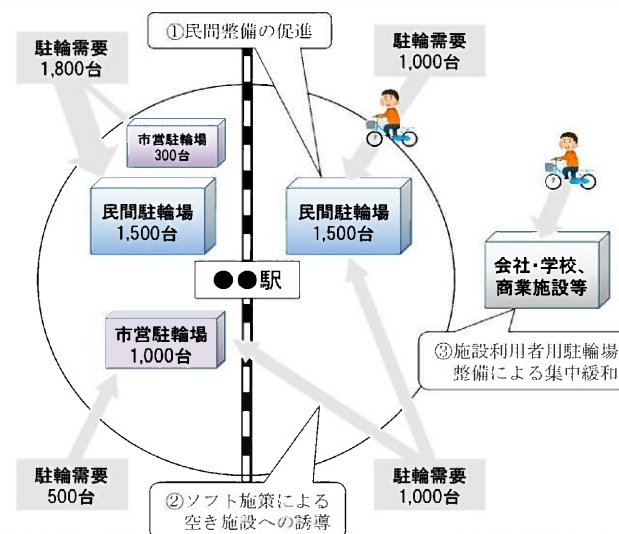 ①民間整備の促進
駐輪需要
1,800台
駐輪需要
1,000台
市営駐輪場
300台
民間駐輪場
1,500台
民間駐輪場
1,500台
●●駅
会社・学校、
商業施設等
市営駐輪場
1,000台
③施設利用者用駐輪場
整備による集中緩和
駐輪需要
500台
②ソフト施策による
空き施設への誘導
駐輪需要
1,000台